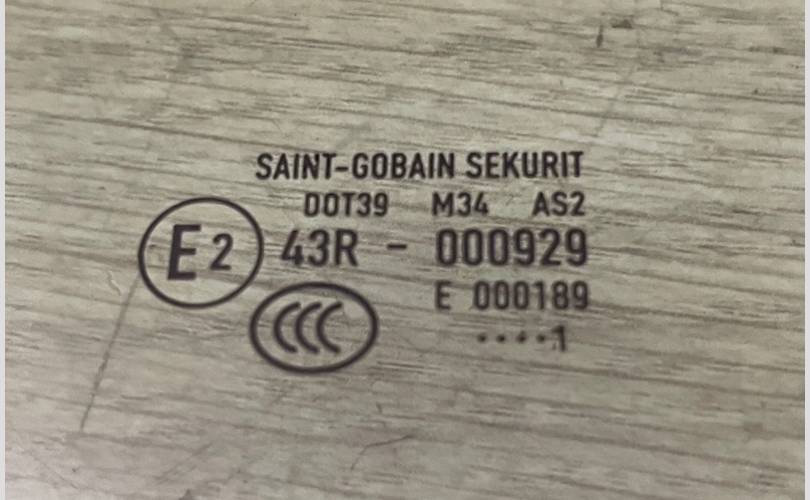 SAINT-GOBAIN SEKURIT
DOT39 M34 AS2
E2 43R - 000929
CCC E 000189
····1